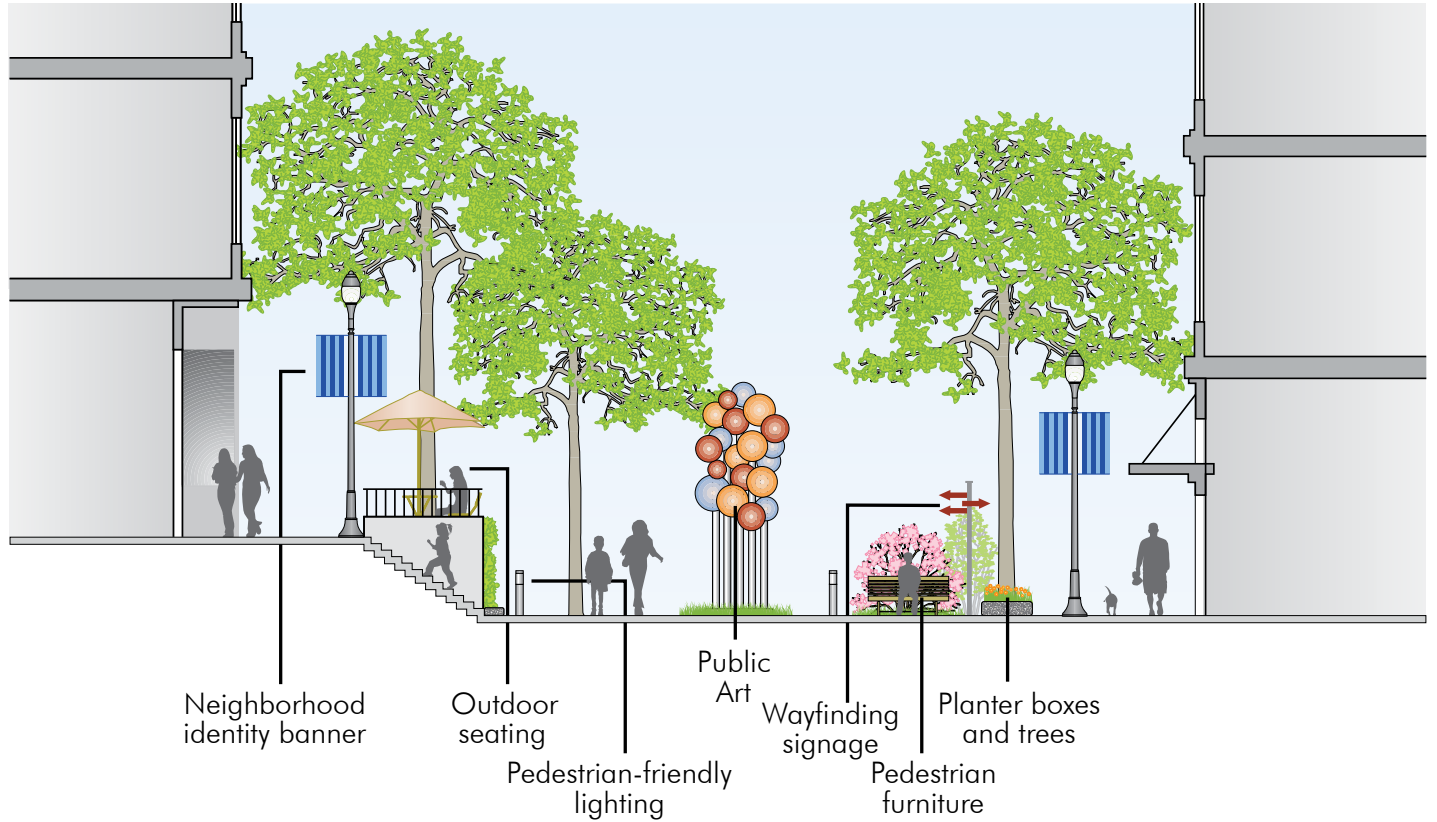 Neighborhood
identity banner
Outdoor
seating
Pedestrian-friendly
lighting
Public
Art
Wayfinding
signage
Pedestrian
furniture
Planter boxes
and trees